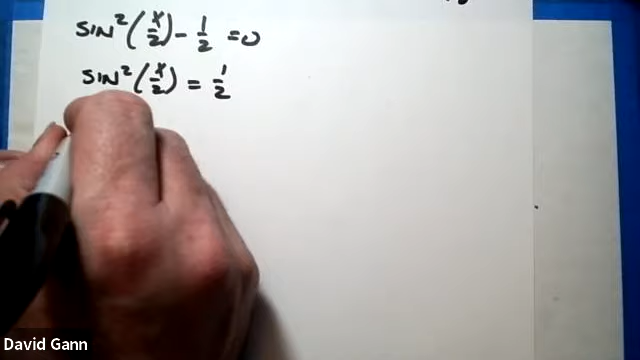 SIN²(x/2) - 1/2 = 0
SIN²(x/2) = 1/2
David Gann